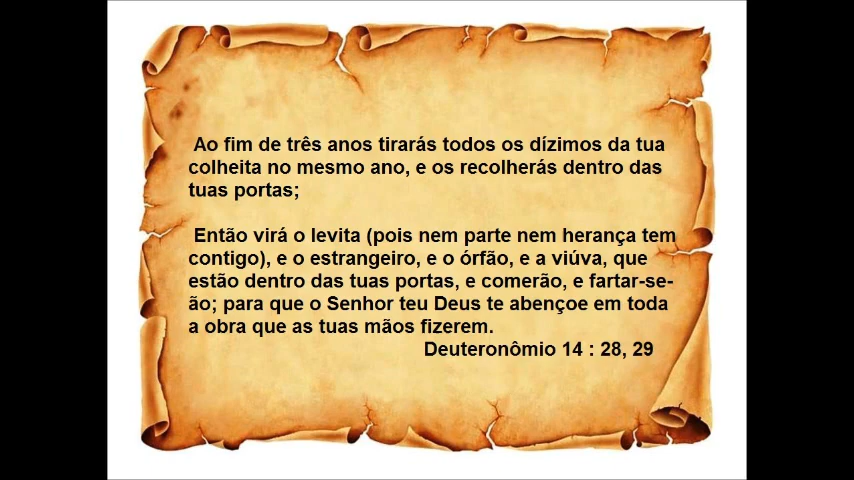 Ao fim de três anos tirarás todos os dízimos da tua
colheita no mesmo ano, e os recolherás dentro das
tuas portas;
Então virá o levita (pois nem parte nem herança tem
contigo), e o estrangeiro, e o órfão, e a viúva, que
estão dentro das tuas portas, e comerão, e fartar-se-
ão; para que o Senhor teu Deus te abençoe em toda
a obra que as tuas mãos fizerem.
Deuteronômio 14 : 28, 29